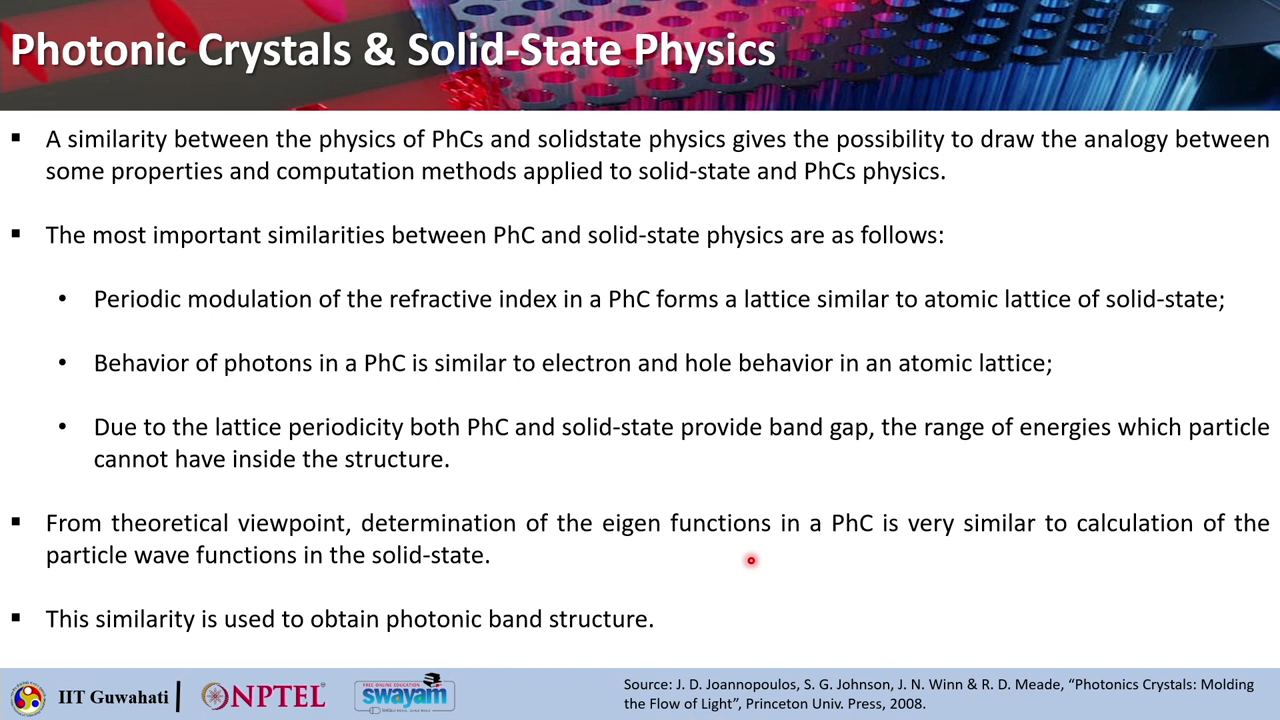 Photonic Crystals & Solid-State Physics
▪ A similarity between the physics of PhCs and solidstate physics gives the possibility to draw the analogy between
some properties and computation methods applied to solid-state and PhCs physics.
▪ The most important similarities between PhC and solid-state physics are as follows:
• Periodic modulation of the refractive index in a PhC forms a lattice similar to atomic lattice of solid-state;
• Behavior of photons in a PhC is similar to electron and hole behavior in an atomic lattice;
• Due to the lattice periodicity both PhC and solid-state provide band gap, the range of energies which particle
cannot have inside the structure.
▪ From theoretical viewpoint, determination of the eigen functions in a PhC is very similar to calculation of the
particle wave functions in the solid-state.
▪ This similarity is used to obtain photonic band structure.
IIT Guwahati
NPTEL
FREE ONLINE EDUCATION
swayam
Source: J. D. Joannopoulos, S. G. Johnson, J. N. Winn & R. D. Meade, “Photonics Crystals: Molding
the Flow of Light”, Princeton Univ. Press, 2008.